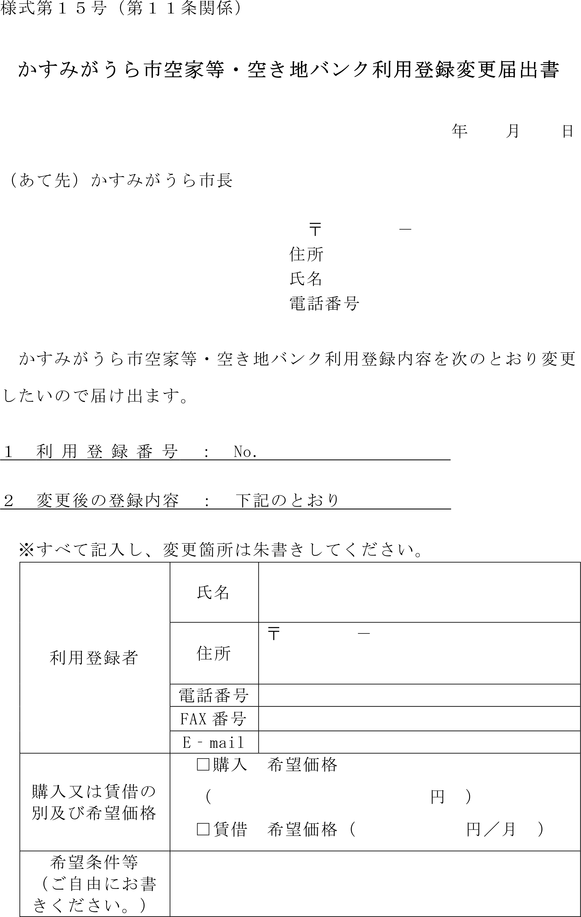 様式第１５号（第１１条関係）
かすみがうら市空家等・空き地バンク利用登録変更届出書
年　　月　　日
（あて先）かすみがうら市長
〒　　　　－
住所
氏名
電話番号
かすみがうら市空家等・空き地バンク利用登録内容を次のとおり変更
したいので届け出ます。
１　利用登録番号　：　No.
２　変更後の登録内容　：　下記のとおり
※すべて記入し、変更箇所は朱書きしてください。
利用登録者
氏名
住所
〒　　　　－
電話番号
FAX 番号
E‐mail
購入又は賃借の
別及び希望価格
□購入　希望価格
（　　　　　　　　　　　　円　）
□賃借　希望価格（　　　　　　円／月　）
希望条件等
（ご自由にお書
きください。）